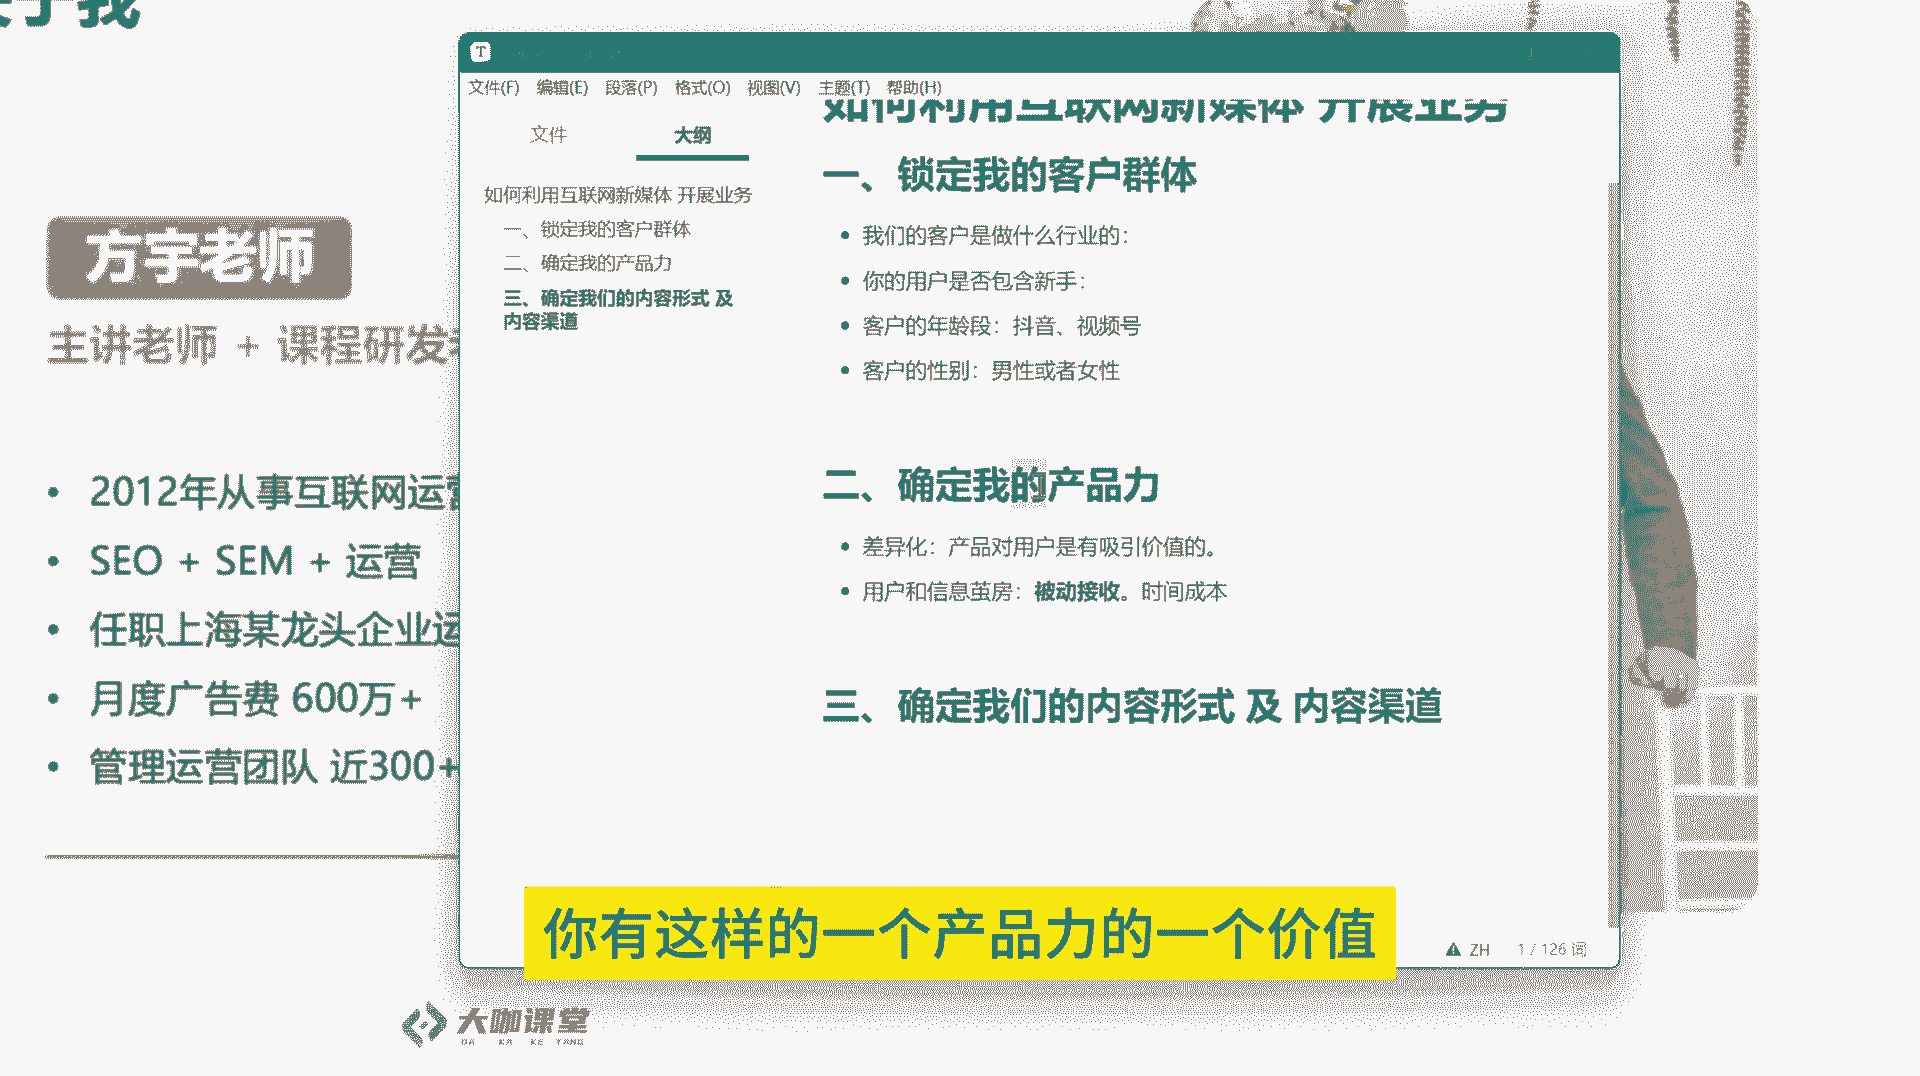 于我
方宇老师
主讲老师 + 课程研发
2012年从事互联网运营
SEO + SEM + 运营
任职上海某龙头企业运
月度广告费 600万+
管理运营团队 近300+
T
文件(F) 编辑(E) 段落(P) 格式(O) 视图(V) 主题(T) 帮助(H)
文件 大纲
如何利用互联网新媒体 开展业务
一、锁定我的客户群体
二、确定我的产品力
三、确定我们的内容形式 及
内容渠道
如何利用互联网新媒体 开展业务
一、锁定我的客户群体
我们的客户是做什么行业的：
你的用户是否包含新手：
客户的年龄段：抖音、视频号
客户的性别：男性或者女性
二、确定我的产品力
差异化：产品对用户是有吸引价值的。
用户和信息茧房：被动接收。时间成本
三、确定我们的内容形式 及 内容渠道
ZH 1 / 126 词
你有这样的一个产品力的一个价值
大咖课堂
DA KA KE TANG